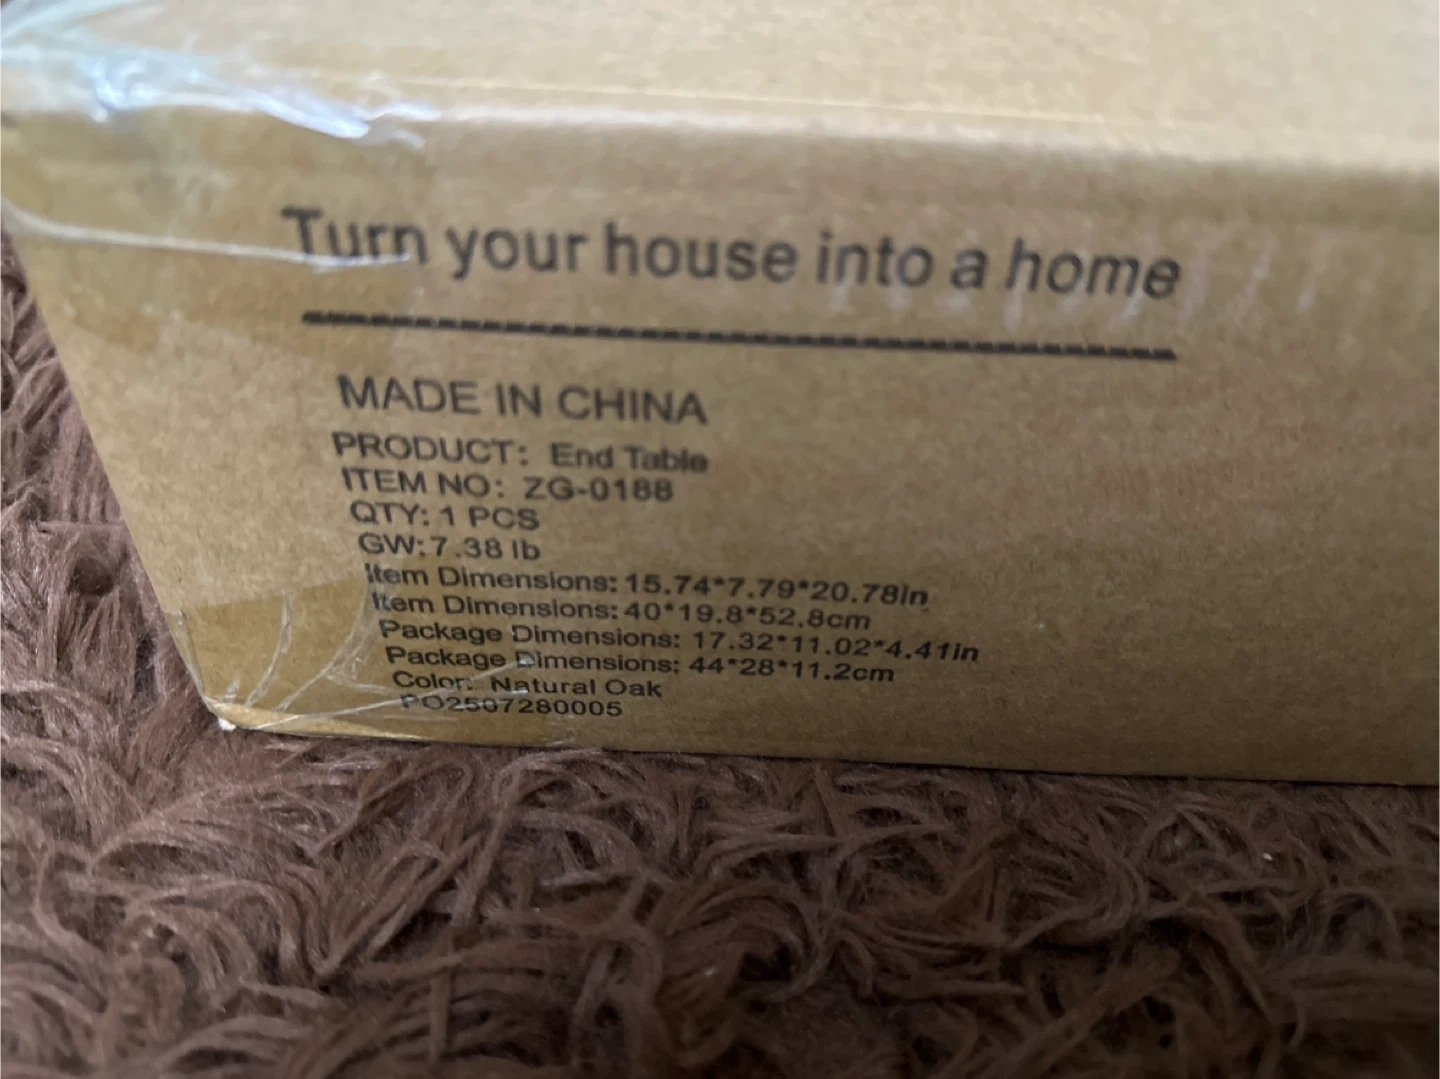 Turn your house into a home
MADE IN CHINA
PRODUCT: End Table
ITEM NO: ZG-0188
QTY: 1 PCS
GW:7.38 lb
Item Dimensions: 15.74*7.79*20.78in
Item Dimensions: 40*19.8*52.8cm
Package Dimensions: 17.32*11.02*4.41in
Package Dimensions: 44*28*11.2cm
Color: Natural Oak
PO2507280005